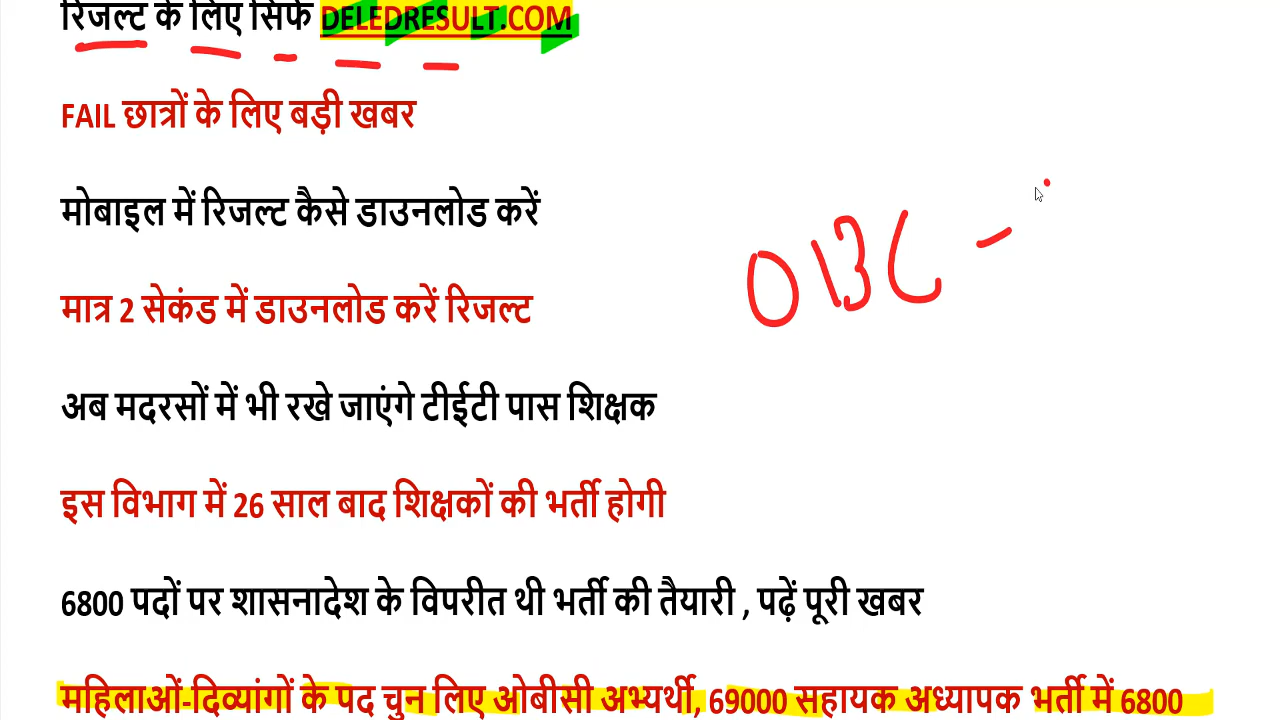 रिजल्ट के लिए सिर्फ DELEDRESULT.COM
FAIL छात्रों के लिए बड़ी खबर
मोबाइल में रिजल्ट कैसे डाउनलोड करें
OBC -
मात्र 2 सेकंड में डाउनलोड करें रिजल्ट
अब मदरसों में भी रखे जाएंगे टीईटी पास शिक्षक
इस विभाग में 26 साल बाद शिक्षकों की भर्ती होगी
6800 पदों पर शासनादेश के विपरीत थी भर्ती की तैयारी , पढ़ें पूरी खबर
महिलाओं-दिव्यांगों के पद चुन लिए ओबीसी अभ्यर्थी, 69000 सहायक अध्यापक भर्ती में 6800